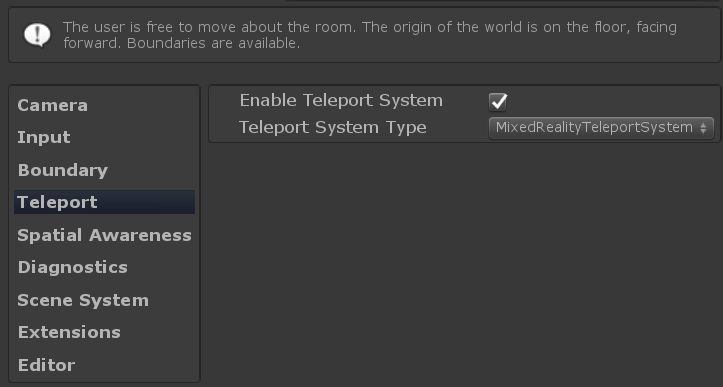 The user is free to move about the room. The origin of the world is on the floor, facing
forward. Boundaries are available.
Camera
Input
Boundary
Teleport
Spatial Awareness
Diagnostics
Scene System
Extensions
Editor
Enable Teleport System
Teleport System Type MixedRealityTeleportSystem